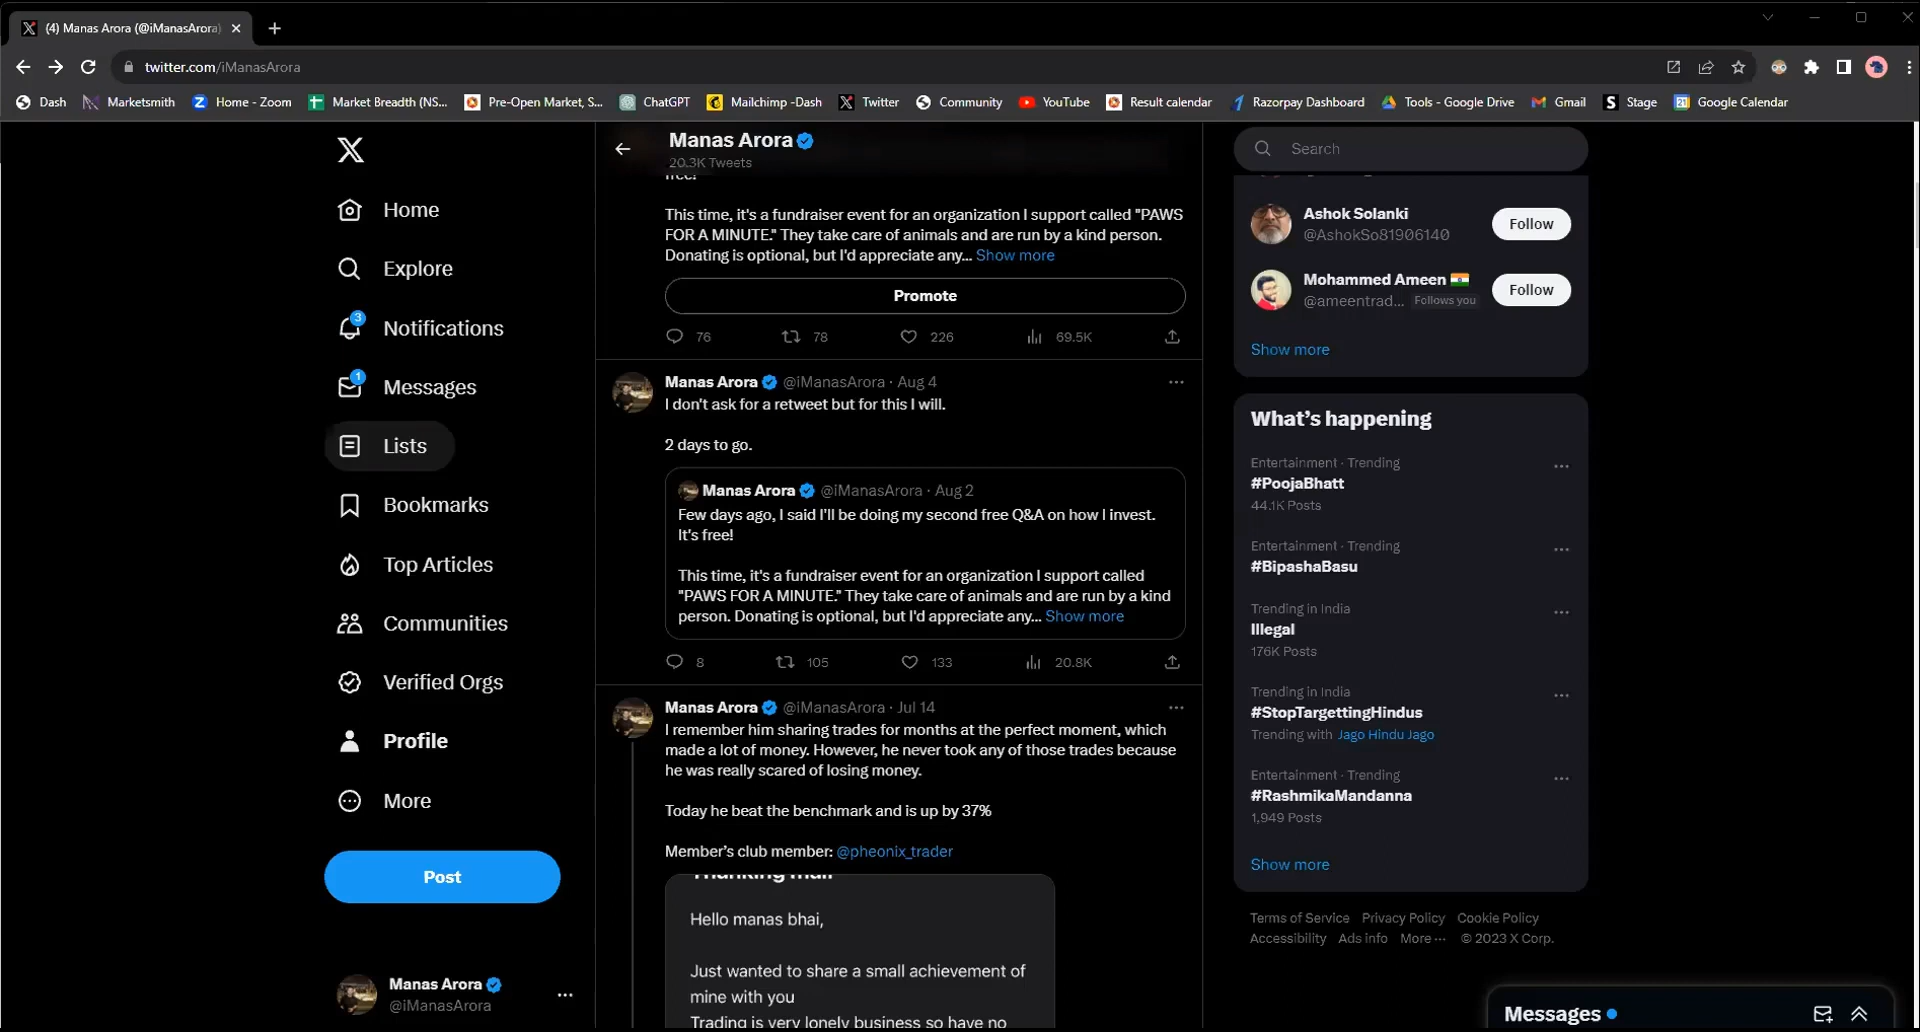 (4) Manas Arora (@iManasArora)
twitter.com/iManasArora
Dash
Marketsmith
Home - Zoom
Market Breadth (NS...
Pre-Open Market, S...
ChatGPT
Mailchimp -Dash
Twitter
Community
YouTube
Result calendar
Razorpay Dashboard
Tools - Google Drive
Gmail
Stage
Google Calendar
Home
Explore
3
Notifications
1
Messages
Lists
Bookmarks
Top Articles
Communities
Verified Orgs
Profile
More
Post
Manas Arora
@iManasArora
Manas Arora
20.3K Tweets
free!
This time, it's a fundraiser event for an organization I support called "PAWS
FOR A MINUTE." They take care of animals and are run by a kind person.
Donating is optional, but I'd appreciate any... Show more
Promote
76 78 226 69.5K
Manas Arora @iManasArora · Aug 4
I don't ask for a retweet but for this I will.
2 days to go.
Manas Arora @iManasArora · Aug 2
Few days ago, I said I'll be doing my second free Q&A on how I invest.
It's free!
This time, it's a fundraiser event for an organization I support called
"PAWS FOR A MINUTE." They take care of animals and are run by a kind
person. Donating is optional, but I'd appreciate any... Show more
8 105 133 20.8K
Manas Arora @iManasArora · Jul 14
I remember him sharing trades for months at the perfect moment, which
made a lot of money. However, he never took any of those trades because
he was really scared of losing money.
Today he beat the benchmark and is up by 37%
Member's club member: @pheonix_trader
Thanking mail
Hello manas bhai,
Just wanted to share a small achievement of
mine with you
Trading is very lonely business so have no
Search
Ashok Solanki
@AshokSo81906140
Follow
Mohammed Ameen
@ameentrad... Follows you
Follow
Show more
What's happening
Entertainment · Trending
#PoojaBhatt
44.1K Posts
Entertainment · Trending
#BipashaBasu
Trending in India
Illegal
176K Posts
Trending in India
#StopTargettingHindus
Trending with Jago Hindu Jago
Entertainment · Trending
#RashmikaMandanna
1,949 Posts
Show more
Terms of Service Privacy Policy Cookie Policy
Accessibility Ads info More ··· © 2023 X Corp.
Messages